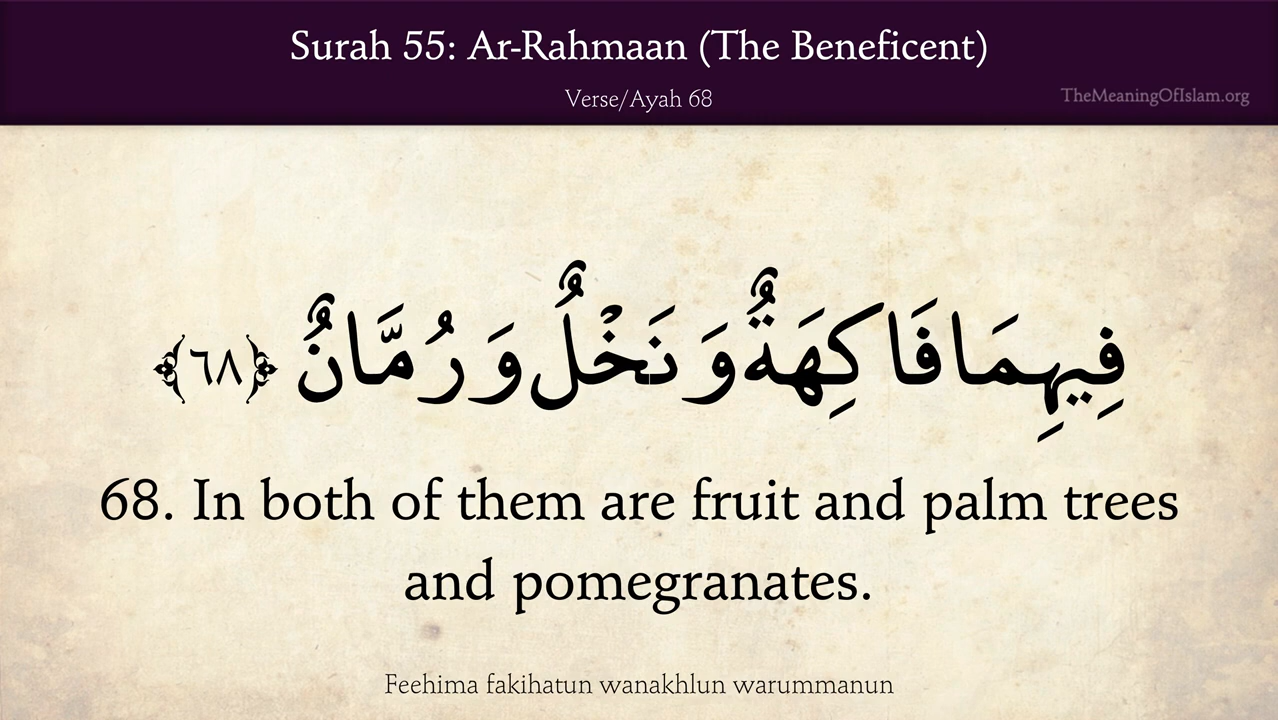 Surah 55: Ar-Rahmaan (The Beneficent)
Verse/Ayah 68
TheMeaningOfIslam.org
فِيهِمَا فَاكِهَةٌ وَنَخْلٌ وَرُمَّانٌ ﴿٦٨﴾
68. In both of them are fruit and palm trees
and pomegranates.
Feehima fakihatun wanakhlun warummanun